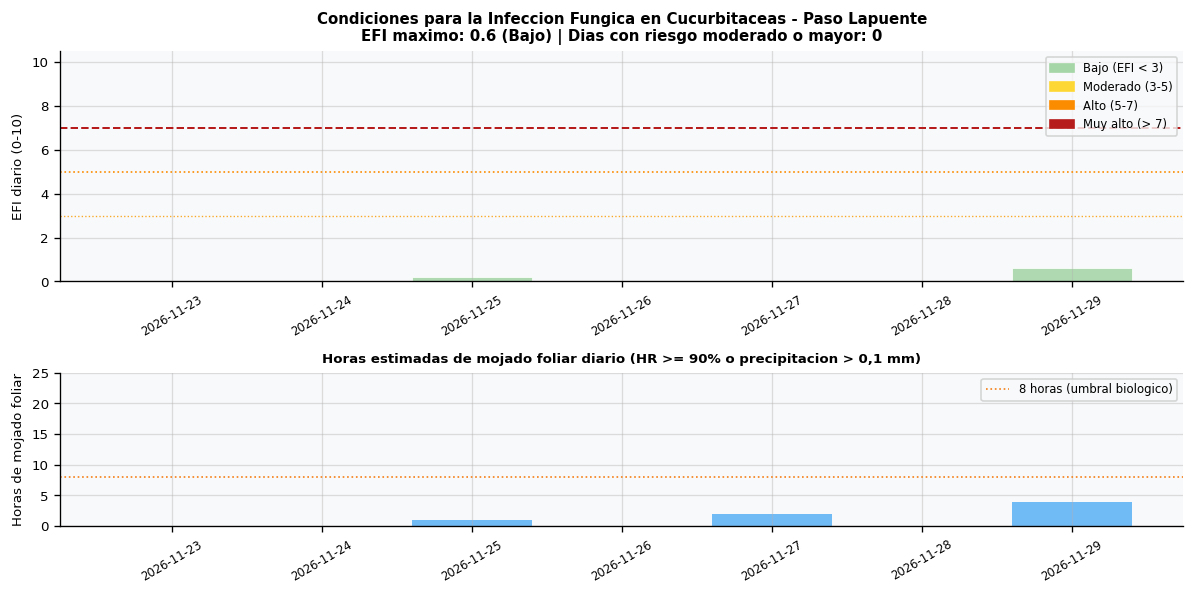 Condiciones para la Infeccion Fungica en Cucurbitaceas - Paso Lapuente
EFI maximo: 0.6 (Bajo) | Dias con riesgo moderado o mayor: 0
EFI diario (0-10)
10
8
6
4
2
0
Bajo (EFI < 3)
Moderado (3-5)
Alto (5-7)
Muy alto (> 7)
2026-11-23
2026-11-24
2026-11-25
2026-11-26
2026-11-27
2026-11-28
2026-11-29
Horas estimadas de mojado foliar diario (HR >= 90% o precipitacion > 0,1 mm)
Horas de mojado foliar
25
20
15
10
5
0
8 horas (umbral biologico)
2026-11-23
2026-11-24
2026-11-25
2026-11-26
2026-11-27
2026-11-28
2026-11-29